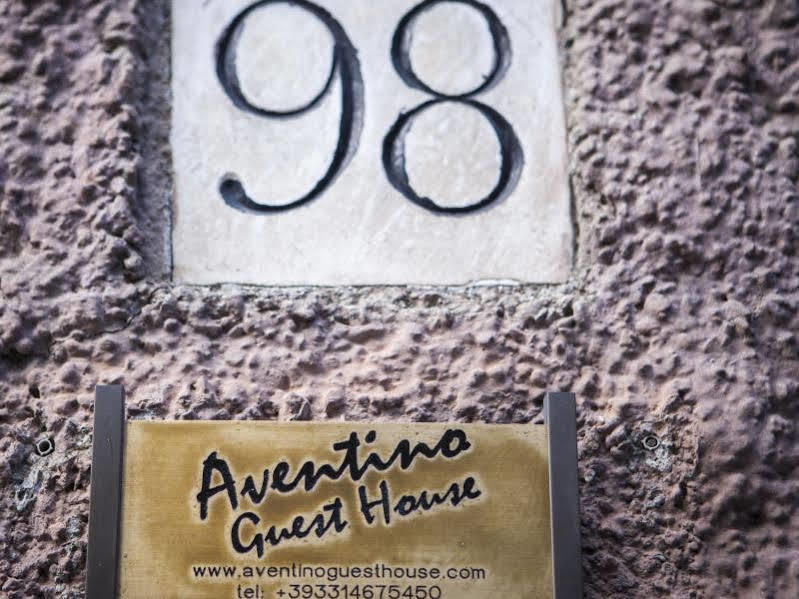 98
Aventino
Guest House
www.aventinoguesthouse.com
tel: +393314675450